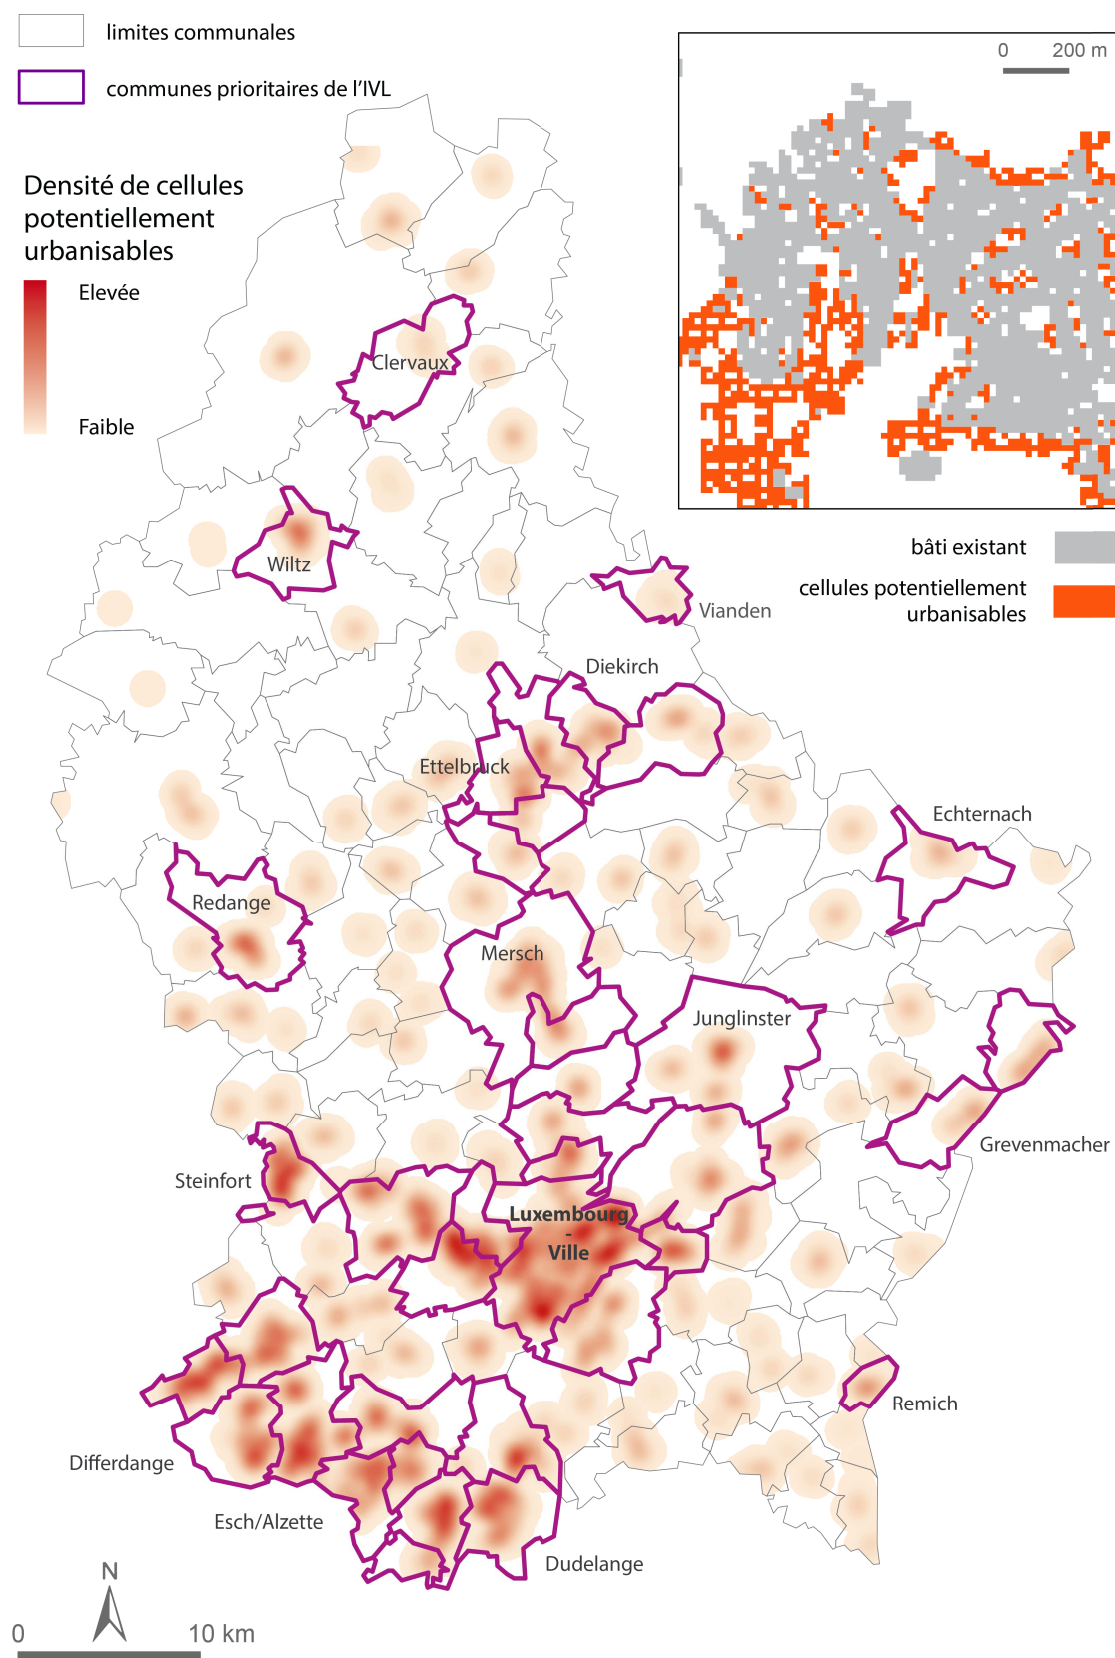 limites communales
communes prioritaires de l'IVL
Densité de cellules
potentiellement
urbanisables
Elevée
Faible
0 200 m
bâti existant
cellules potentiellement
urbanisables
Clervaux
Wiltz
Vianden
Diekirch
Ettelbruck
Echternach
Redange
Mersch
Junglinster
Grevenmacher
Steinfort
Luxembourg
-
Ville
Remich
Differdange
Esch/Alzette
Dudelange
N
0 10 km